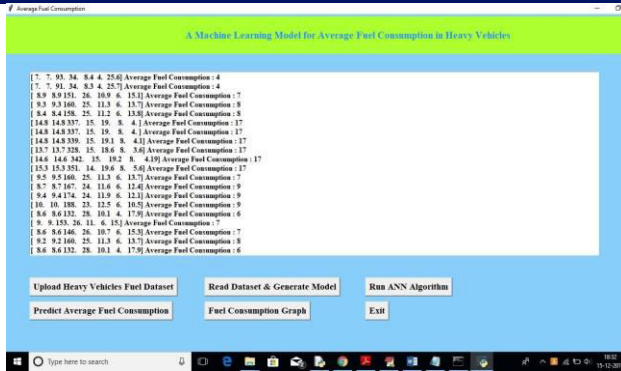 Average Fuel Consumption
A Machine Learning Model for Average Fuel Consumption in Heavy Vehicles
[ 7. 7. 93. 34. 8.4 4. 25.6] Average Fuel Consumption : 4
[ 7. 7. 91. 34. 8.3 4. 25.7] Average Fuel Consumption : 4
[ 8.9 8.9 151. 26. 10.9 6. 15.1] Average Fuel Consumption : 7
[ 9.3 9.3 160. 25. 11.3 6. 13.7] Average Fuel Consumption : 8
[ 8.4 8.4 158. 25. 11.2 6. 13.8] Average Fuel Consumption : 8
[14.8 14.8 337. 15. 19. 8. 4. ] Average Fuel Consumption : 17
[14.8 14.8 337. 15. 19. 8. 4. ] Average Fuel Consumption : 17
[14.8 14.8 339. 15. 19.1 8. 4.1] Average Fuel Consumption : 17
[13.7 13.7 328. 15. 18.6 8. 3.6] Average Fuel Consumption : 17
[14.6 14.6 342. 15. 19.2 8. 4.19] Average Fuel Consumption : 17
[15.3 15.3 351. 14. 19.6 8. 5.6] Average Fuel Consumption : 17
[ 9.5 9.5 160. 25. 11.3 6. 13.7] Average Fuel Consumption : 7
[ 8.7 8.7 167. 24. 11.6 6. 12.4] Average Fuel Consumption : 9
[ 9.4 9.4 174. 24. 11.9 6. 12.1] Average Fuel Consumption : 9
[10. 10. 188. 23. 12.5 6. 10.5] Average Fuel Consumption : 9
[ 8.6 8.6 132. 28. 10.1 4. 17.9] Average Fuel Consumption : 6
[ 9. 9. 153. 26. 11. 6. 15.] Average Fuel Consumption : 7
[ 8.6 8.6 146. 26. 10.7 6. 15.3] Average Fuel Consumption : 7
[ 9.2 9.2 160. 25. 11.3 6. 13.7] Average Fuel Consumption : 8
[ 8.6 8.6 132. 28. 10.1 4. 17.9] Average Fuel Consumption : 6
Upload Heavy Vehicles Fuel Dataset
Read Dataset & Generate Model
Run ANN Algorithm
Predict Average Fuel Consumption
Fuel Consumption Graph
Exit
Type here to search
18:32